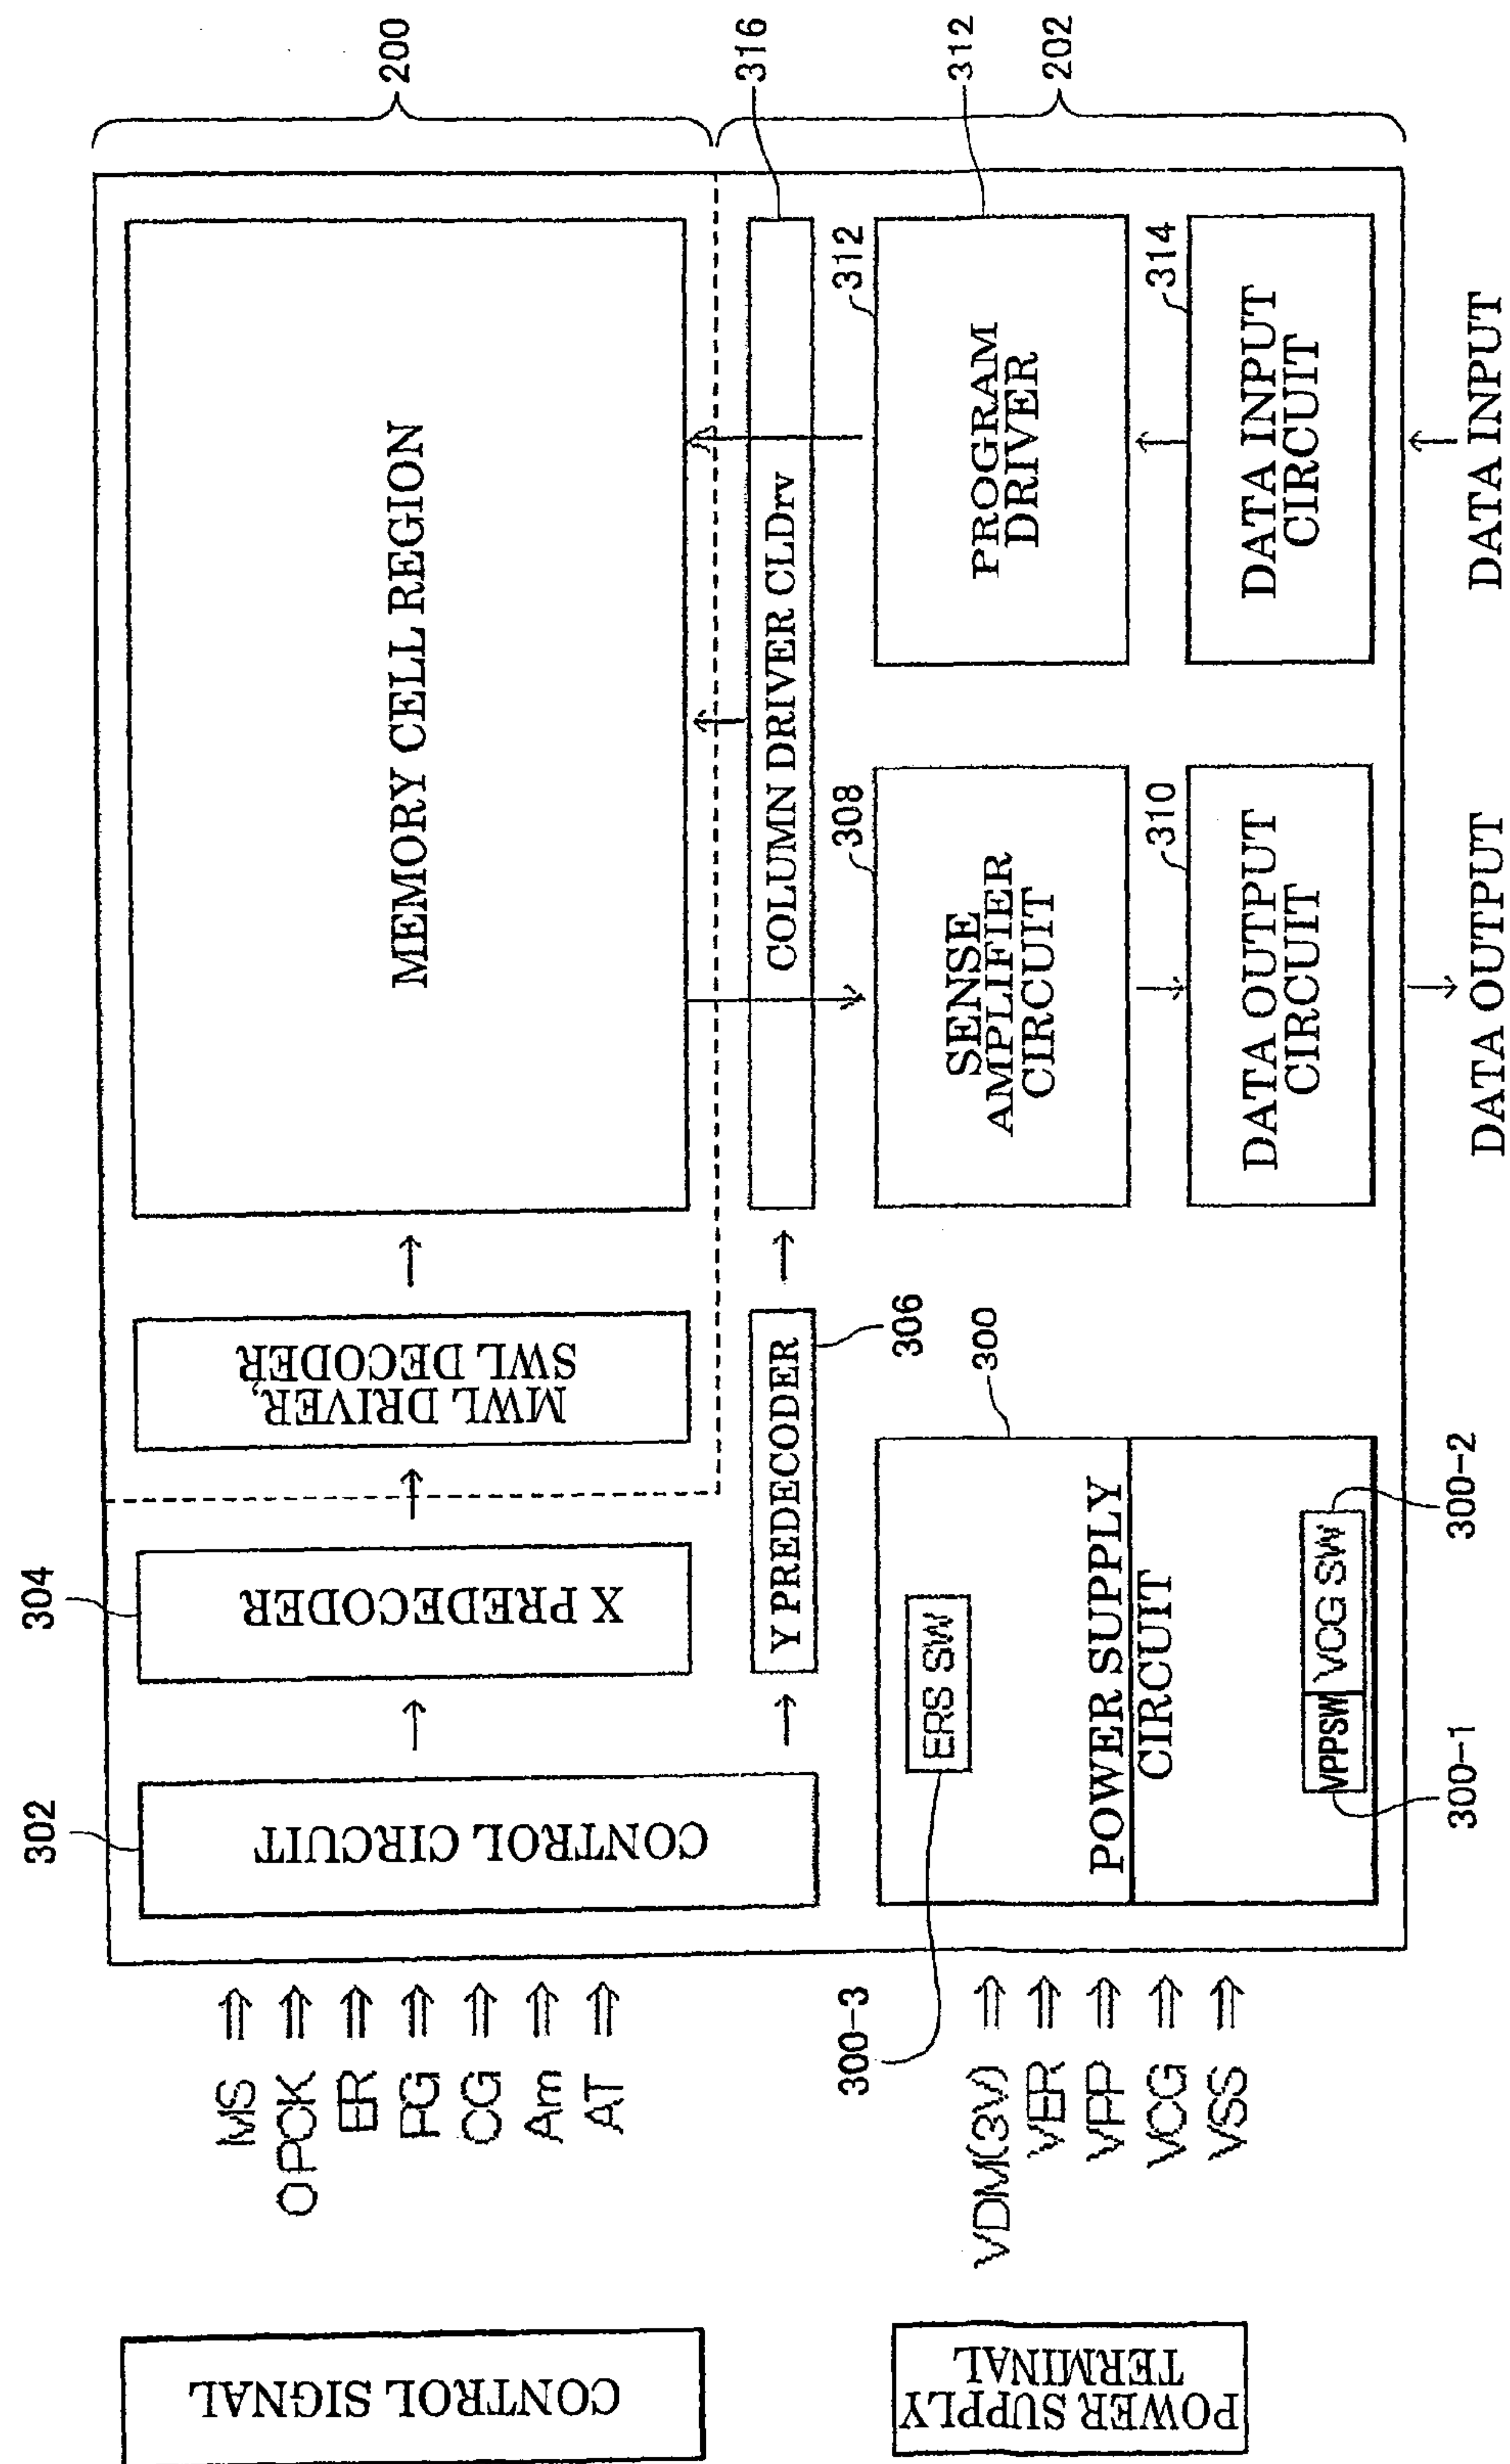 CONTROL SIGNAL
MS
OPCK
ER
PG
CG
Am
AT
302
CONTROL CIRCUIT
304
X PREDECODER
MWL DRIVER,
SWL DECODER
MEMORY CELL REGION
200
Y PREDECODER
306
COLUMN DRIVER CLDrv
316
POWER SUPPLY
TERMINAL
VDM(3V)
VER
VPP
VCG
VSS
300-3
ERS SW
300
POWER SUPPLY
CIRCUIT
VPPSW
VCG SW
300-1
300-2
308
SENSE
AMPLIFIER
CIRCUIT
312
PROGRAM
DRIVER
312
202
310
DATA OUTPUT
CIRCUIT
314
DATA INPUT
CIRCUIT
DATA OUTPUT
DATA INPUT